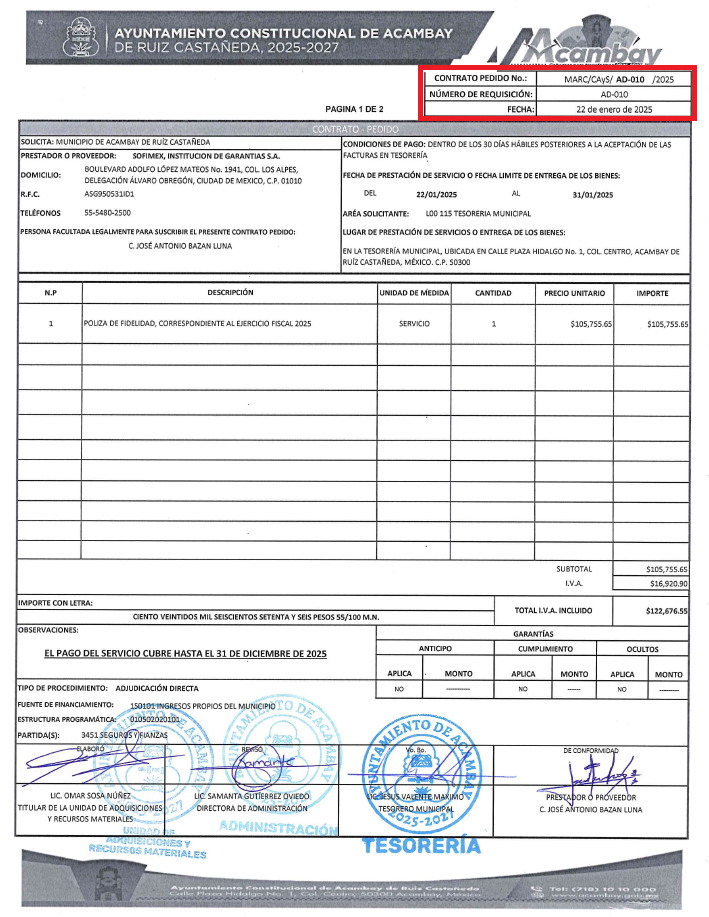 AYUNTAMIENTO CONSTITUCIONAL DE ACAMBAY
DE RUIZ CASTAÑEDA, 2025-2027
Acambay
CONTRATO PEDIDO No.: MARC/CAyS/ AD-010 /2025
NÚMERO DE REQUISICIÓN: AD-010
PAGINA 1 DE 2
FECHA: 22 de enero de 2025
CONTRATO - PEDIDO
SOLICITA: MUNICIPIO DE ACAMBAY DE RUÍZ CASTAÑEDA
PRESTADOR O PROVEEDOR: SOFIMEX, INSTITUCION DE GARANTIAS S.A.
DOMICILIO: BOULEVARD ADOLFO LÓPEZ MATEOS No. 1941, COL. LOS ALPES,
DELEGACIÓN ÁLVARO OBREGÓN, CIUDAD DE MEXICO, C.P. 01010
R.F.C. ASG950531ID1
TELÉFONOS 55-5480-2500
PERSONA FACULTADA LEGALMENTE PARA SUSCRIBIR EL PRESENTE CONTRATO PEDIDO:
C. JOSÉ ANTONIO BAZAN LUNA
CONDICIONES DE PAGO: DENTRO DE LOS 30 DÍAS HÁBILES POSTERIORES A LA ACEPTACIÓN DE LAS
FACTURAS EN TESORERÍA
FECHA DE PRESTACIÓN DE SERVICIO O FECHA LIMITE DE ENTREGA DE LOS BIENES:
DEL 22/01/2025 AL 31/01/2025
AREÁ SOLICITANTE: L00 115 TESORERIA MUNICIPAL
LUGAR DE PRESTACIÓN DE SERVICIOS O ENTREGA DE LOS BIENES:
EN LA TESORERÍA MUNICIPAL, UBICADA EN CALLE PLAZA HIDALGO No. 1, COL. CENTRO, ACAMBAY DE
RUÍZ CASTAÑEDA, MÉXICO. C.P. 50300
N.P DESCRIPCIÓN UNIDAD DE MEDIDA CANTIDAD PRECIO UNITARIO IMPORTE
1 POLIZA DE FIDELIDAD, CORRESPONDIENTE AL EJERCICIO FISCAL 2025 SERVICIO 1 $105,755.65 $105,755.65
SUBTOTAL $105,755.65
I.V.A. $16,920.90
IMPORTE CON LETRA:
CIENTO VEINTIDOS MIL SEISCIENTOS SETENTA Y SEIS PESOS 55/100 M.N.
TOTAL I.V.A. INCLUIDO $122,676.55
OBSERVACIONES:
EL PAGO DEL SERVICIO CUBRE HASTA EL 31 DE DICIEMBRE DE 2025
GARANTÍAS
ANTICIPO CUMPLIMIENTO OCULTOS
APLICA MONTO APLICA MONTO APLICA MONTO
NO ---------- NO ------ NO --------
TIPO DE PROCEDIMIENTO: ADJUDICACIÓN DIRECTA
FUENTE DE FINANCIAMIENTO: 150101 INGRESOS PROPIOS DEL MUNICIPIO
ESTRUCTURA PROGRAMÁTICA: 010502020101
PARTIDA(S): 3451 SEGUROS Y FIANZAS
ELABORÓ REVISÓ Vo. Bo. DE CONFORMIDAD
LIC. OMAR SOSA NÚÑEZ
TITULAR DE LA UNIDAD DE ADQUISICIONES
Y RECURSOS MATERIALES
LIC. SAMANTA GUTIÉRREZ OVIEDO
DIRECTORA DE ADMINISTRACIÓN
JESUS VALENTE MAXIMO
TESORERO MUNICIPAL
PRESTADOR O PROVEEDOR
C. JOSÉ ANTONIO BAZAN LUNA
AYUNTAMIENTO DE ACAMBAY
2025-2027
UNIDAD DE
ADQUISICIONES Y
RECURSOS MATERIALES
AYUNTAMIENTO DE ACAMBAY
ADMINISTRACIÓN
AYUNTAMIENTO DE ACAMBAY
2025-2027
TESORERÍA
Ayuntamiento Constitucional de Acambay de Ruiz Castañeda
Calle Plaza Hidalgo No. 1, Col. Centro, Acambay, México
Tel: (718) 10 10 000
www.acambay.gob.mx